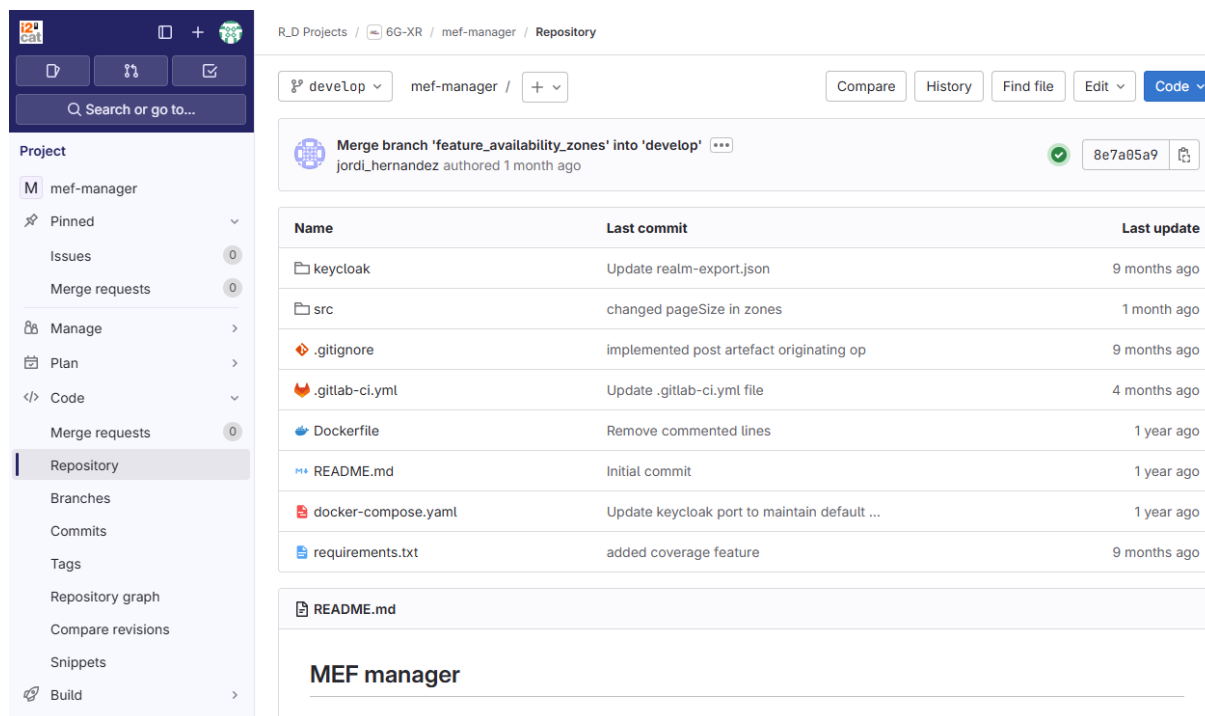 i2
cat
Search or go to...
Project
M mef-manager
Pinned
Issues 0
Merge requests 0
Manage
Plan
Code
Merge requests 0
Repository
Branches
Commits
Tags
Repository graph
Compare revisions
Snippets
Build
R_D Projects / 6G-XR / mef-manager / Repository
develop mef-manager / + Compare History Find file Edit Code
Merge branch 'feature_availability_zones' into 'develop' •••
jordi_hernandez authored 1 month ago
8e7a05a9
Name Last commit Last update
keycloak Update realm-export.json 9 months ago
src changed pageSize in zones 1 month ago
.gitignore implemented post artefact originating op 9 months ago
.gitlab-ci.yml Update .gitlab-ci.yml file 4 months ago
Dockerfile Remove commented lines 1 year ago
README.md Initial commit 1 year ago
docker-compose.yaml Update keycloak port to maintain default ... 1 year ago
requirements.txt added coverage feature 9 months ago
README.md
MEF manager